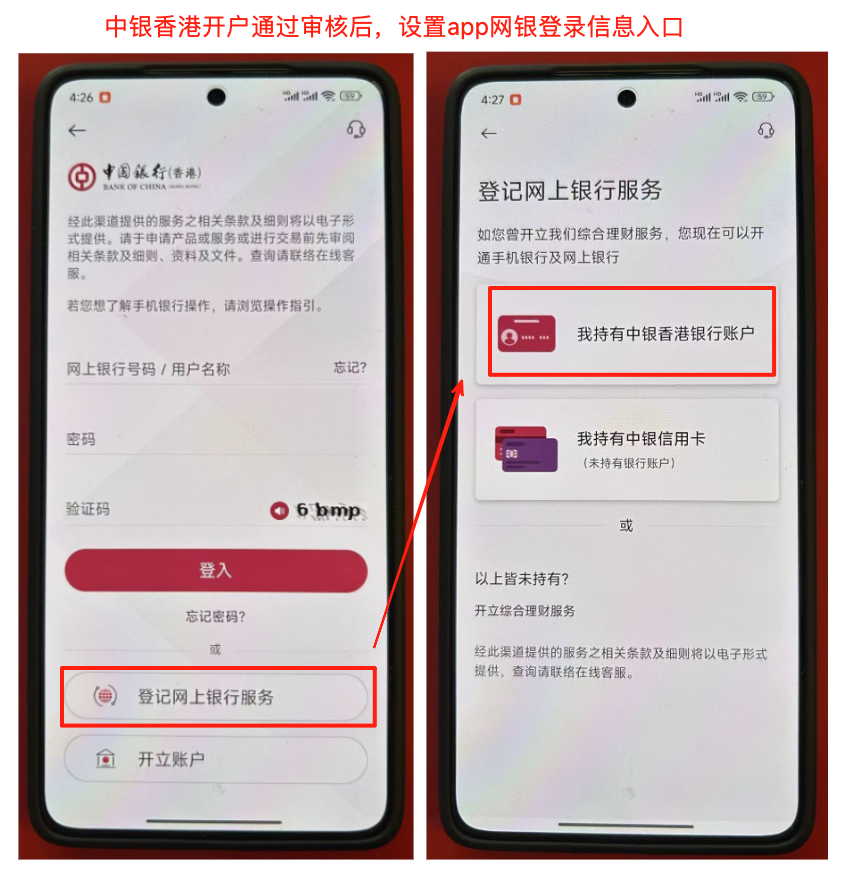 中银香港开户通过审核后，设置app网银登录信息入口
4:26
59
中国银行(香港)
BANK OF CHINA (HONG KONG)
经此渠道提供的服务之相关条款及细则将以电子形
式提供。请于申请产品或服务或进行交易前先审阅
相关条款及细则、资料及文件。查询请联络在线客
服。
若您想了解手机银行操作，请浏览操作指引。
网上银行号码 / 用户名称
忘记?
密码
验证码
6 bmp
登入
忘记密码?
或
登记网上银行服务
开立账户
4:27
59
登记网上银行服务
如您曾开立我们综合理财服务，您现在可以开
通手机银行及网上银行
我持有中银香港银行账户
我持有中银信用卡
(未持有银行账户)
或
以上皆未持有?
开立综合理财服务
经此渠道提供的服务之相关条款及细则将以电子形式
提供，查询请联络在线客服。